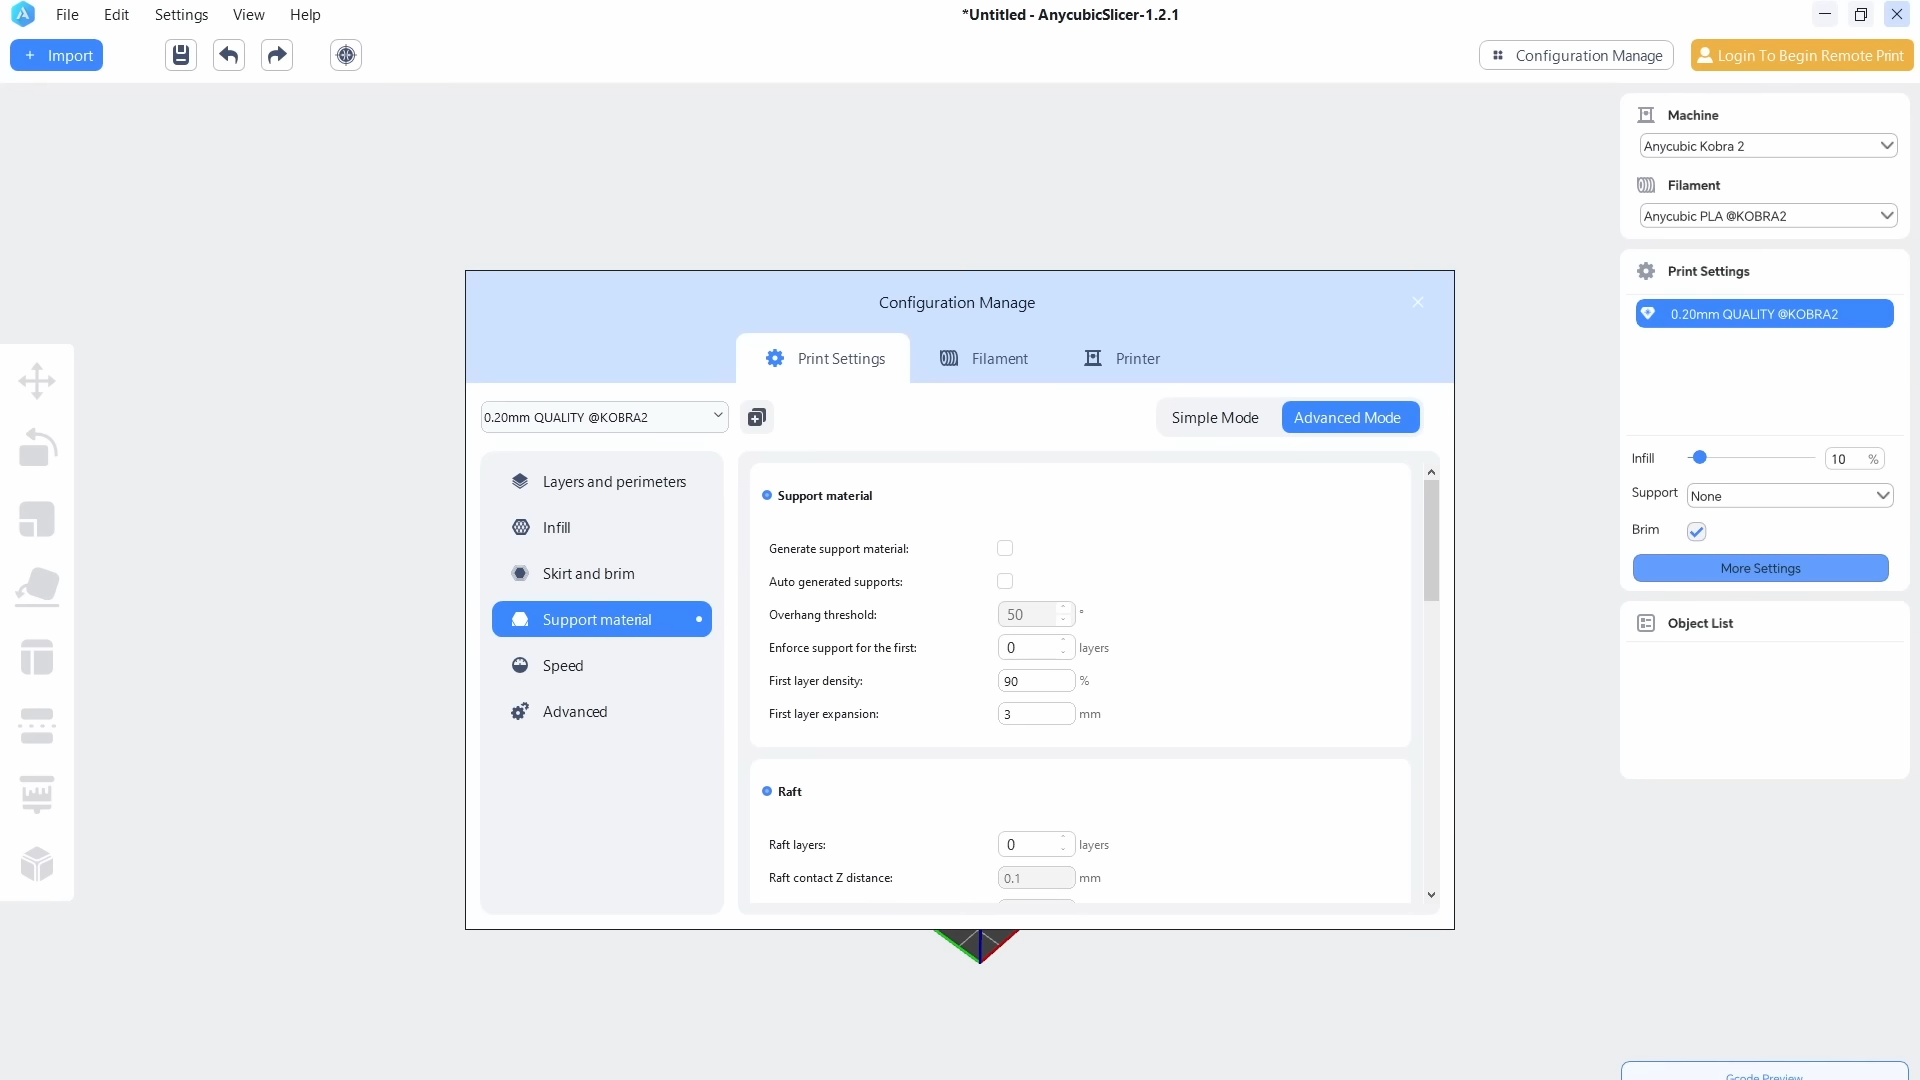 File Edit Settings View Help
*Untitled - AnycubicSlicer-1.2.1
+ Import
Configuration Manage
Login To Begin Remote Print
Machine
Anycubic Kobra 2
Filament
Anycubic PLA @KOBRA2
Print Settings
0.20mm QUALITY @KOBRA2
Infill 10 %
Support None
Brim
More Settings
Object List
Gcode Preview
Configuration Manage
Print Settings Filament Printer
0.20mm QUALITY @KOBRA2
Simple Mode Advanced Mode
Layers and perimeters
Infill
Skirt and brim
Support material
Speed
Advanced
Support material
Generate support material:
Auto generated supports:
Overhang threshold: 50 °
Enforce support for the first: 0 layers
First layer density: 90 %
First layer expansion: 3 mm
Raft
Raft layers: 0 layers
Raft contact Z distance: 0.1 mm